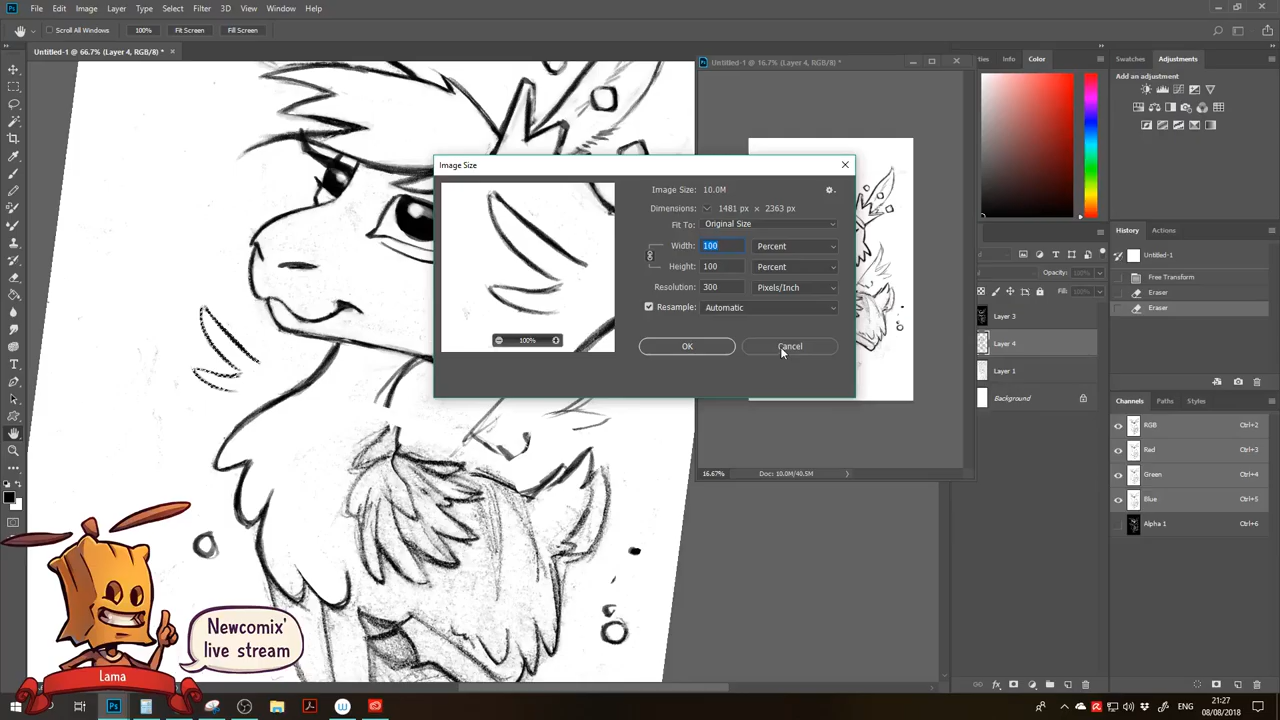 File Edit Image Layer Type Select Filter 3D View Window Help
Scroll All Windows 100% Fit Screen Fill Screen
Untitled-1 @ 66.7% (Layer 4, RGB/8) *
Untitled-1 @ 16.7% (Layer 4, RGB/8) *
ties Info Color
Swatches Adjustments
Add an adjustment
Image Size
Image Size: 10.0M
Dimensions: 1481 px × 2363 px
Fit To: Original Size
Width: 100 Percent
Height: 100 Percent
Resolution: 300 Pixels/Inch
Resample: Automatic
100%
OK Cancel
History Actions
Untitled-1
Free Transform
Eraser
Eraser
Opacity: 100%
Fill: 100%
Layer 3
Layer 4
Layer 1
Background
Channels Paths Styles
RGB Ctrl+2
Red Ctrl+3
Green Ctrl+4
Blue Ctrl+5
Alpha 1 Ctrl+6
16.67% Doc: 10.0M/40.5M
Newcomix'
live stream
Lama
21:27
08/08/2018